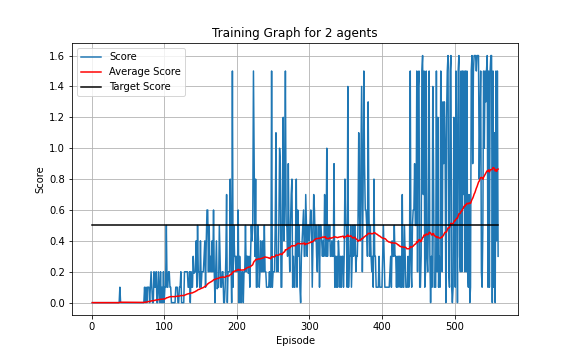 Training Graph for 2 agents
Score
Average Score
Target Score
Score
1.6
1.4
1.2
1.0
0.8
0.6
0.4
0.2
0.0
0 100 200 300 400 500
Episode